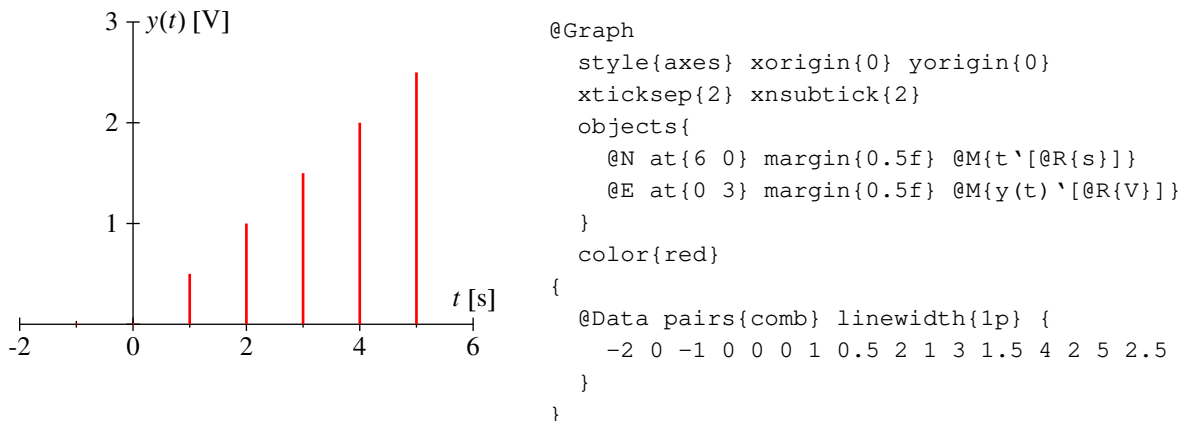 3 y(t) [V]
2
1
t [s]
-2 0 2 4 6
@Graph
style{axes} xorigin{0} yorigin{0}
xticksep{2} xnsubtick{2}
objects{
@N at{6 0} margin{0.5f} @M{t‘[@R{s}]}
@E at{0 3} margin{0.5f} @M{y(t)‘[@R{V}]}
}
color{red}
{
@Data pairs{comb} linewidth{1p} {
−2 0 −1 0 0 0 1 0.5 2 1 3 1.5 4 2 5 2.5
}
}